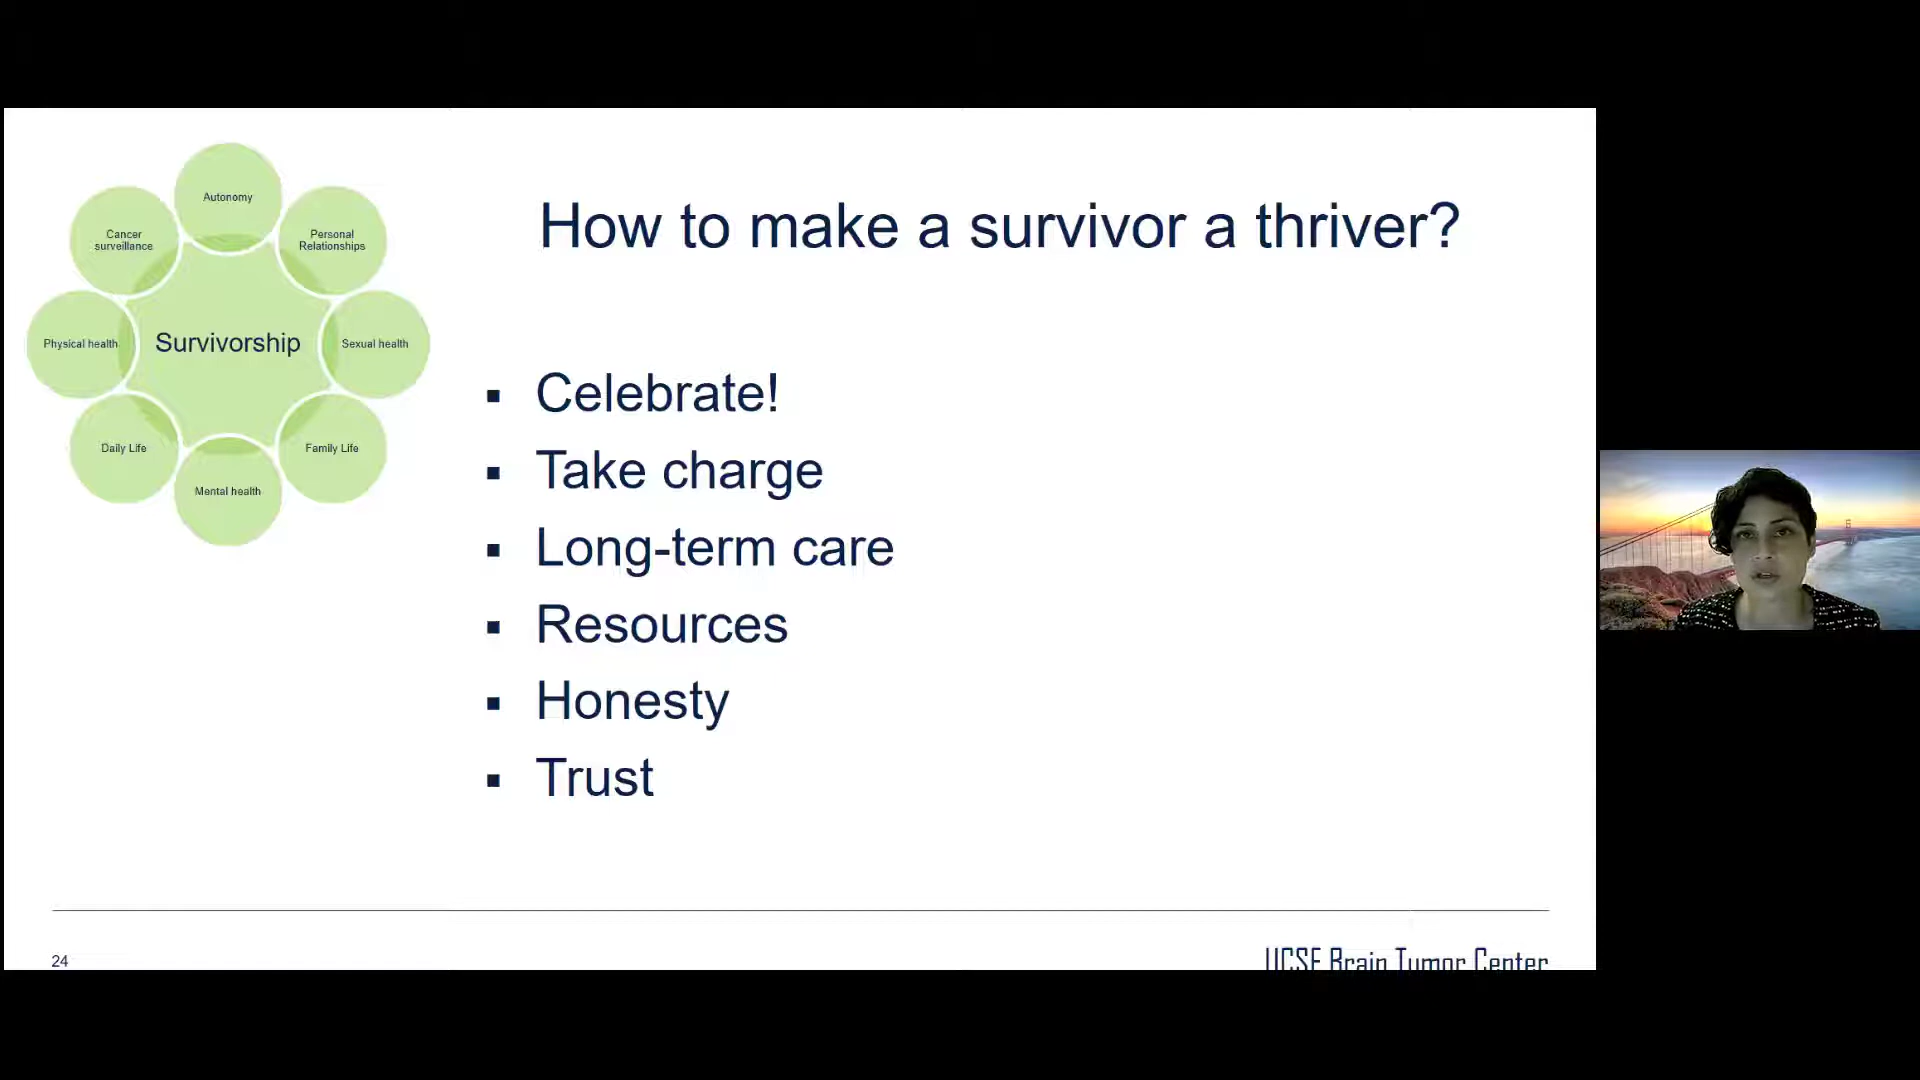 Autonomy
Cancer
surveillance
Personal
Relationships
Physical health
Survivorship
Sexual health
Daily Life
Family Life
Mental health
How to make a survivor a thriver?
▪ Celebrate!
▪ Take charge
▪ Long-term care
▪ Resources
▪ Honesty
▪ Trust
24
UCSF Brain Tumor Center